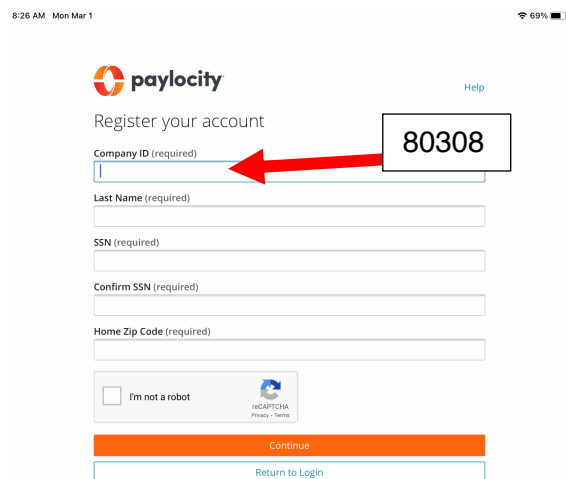 8:26 AM Mon Mar 1 69%
paylocity
Help
Register your account
80308
Company ID (required)
Last Name (required)
SSN (required)
Confirm SSN (required)
Home Zip Code (required)
I'm not a robot
reCAPTCHA
Privacy - Terms
Continue
Return to Login